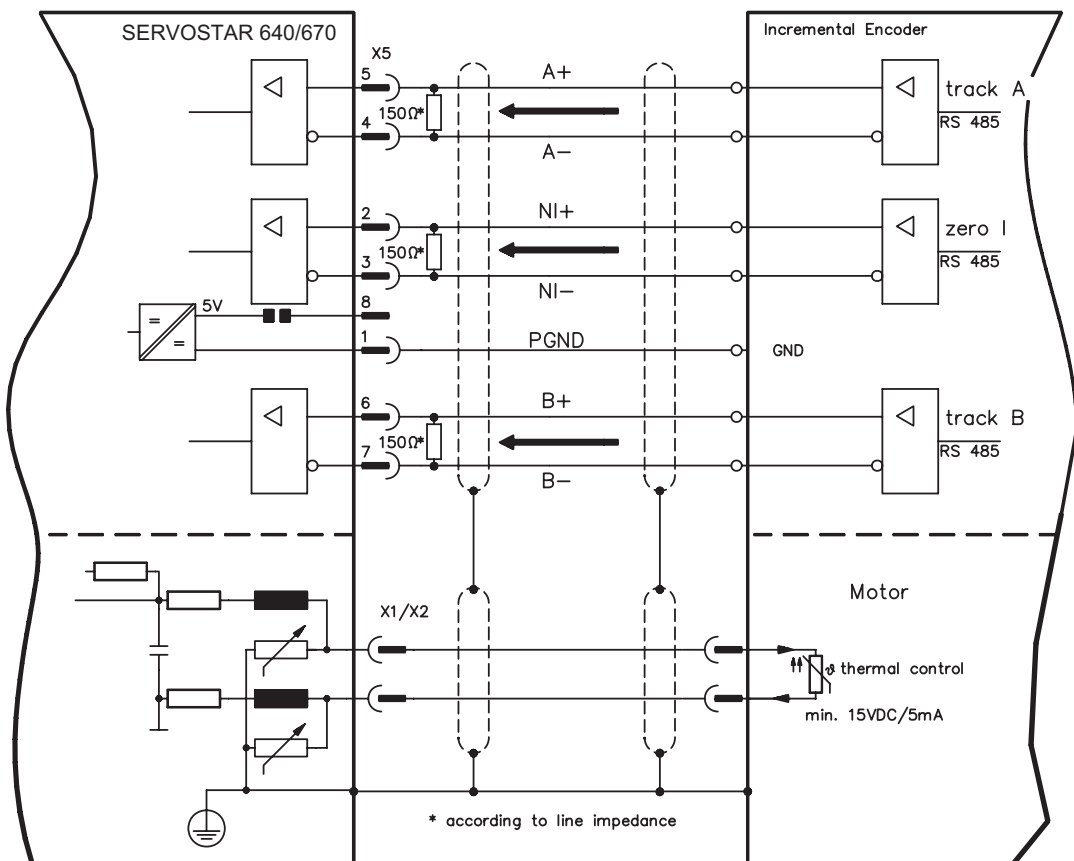 SERVOSTAR 640/670
Incremental Encoder
X5
5
A+
track A
150Ω*
RS 485
4
A-
2
NI+
zero I
150Ω*
RS 485
3
NI-
5V
8
=
=
1
PGND
GND
6
B+
track B
150Ω*
RS 485
7
B-
Motor
X1/X2
ϑ thermal control
min. 15VDC/5mA
* according to line impedance